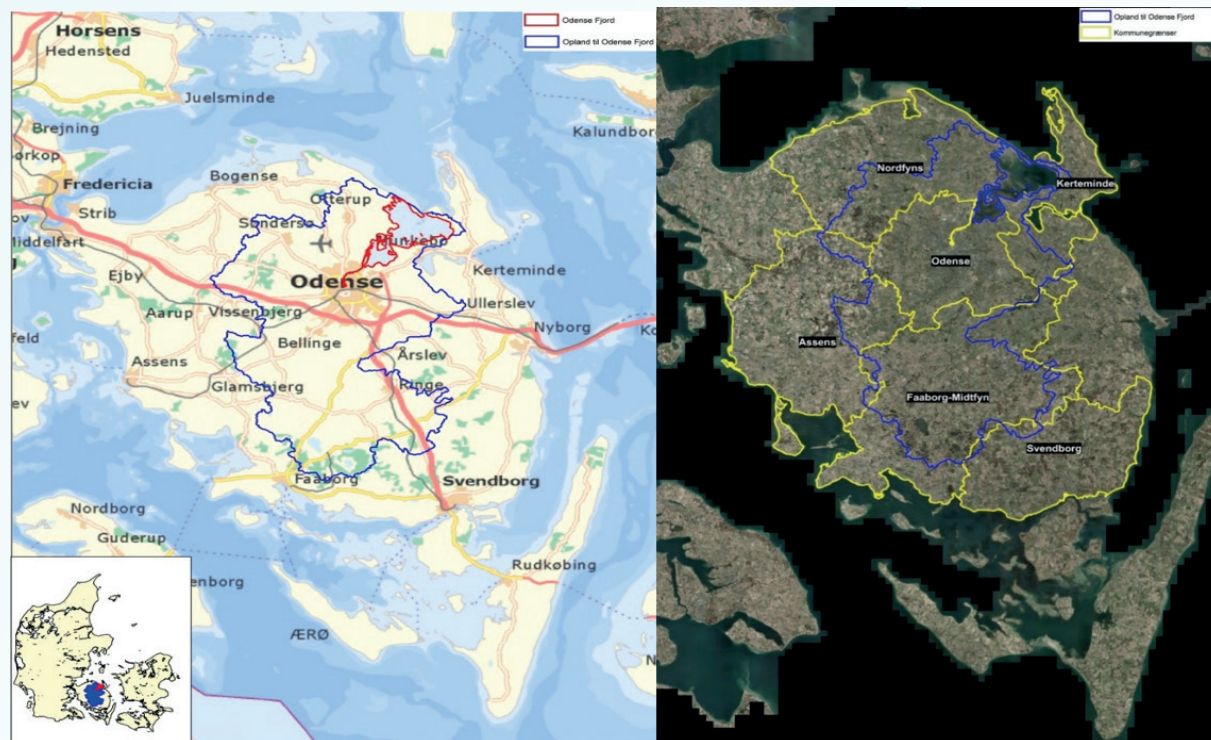 Odense Fjord
Opland til Odense Fjord
Horsens
Hedensted
Juelsminde
Kalundborg
Brejning
Fredericia
Strib
Bogense
Otterup
Søndersø
Munkebo
Kerteminde
Ejby
Odense
Ullerslev
Aarup
Vissenbjerg
Nyborg
Bellinge
Assens
Årslev
Glamsbjerg
Ringe
Faaborg
Svendborg
Nordborg
Guderup
Rudkøbing
ÆRØ
Opland til Odense Fjord
Kommunegrænser
Nordfyns
Kerteminde
Odense
Assens
Faaborg-Midtfyn
Svendborg